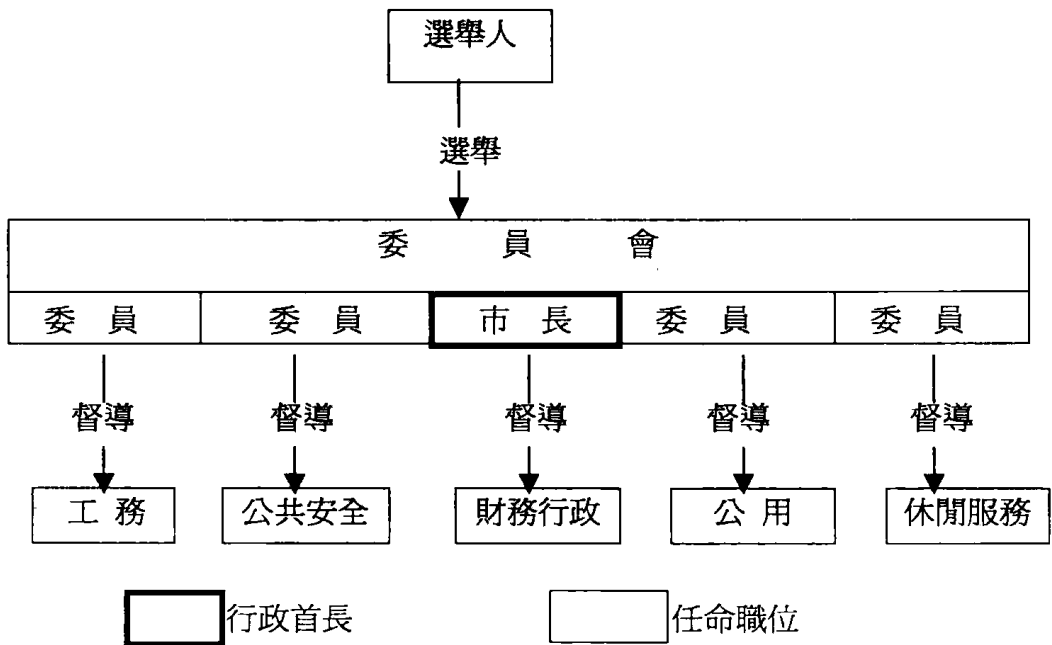 選舉人
選舉
委 員 會
委 員 委 員 市 長 委 員 委 員
督導 督導 督導 督導 督導
工 務 公共安全 財務行政 公 用 休閒服務
行政首長 任命職位